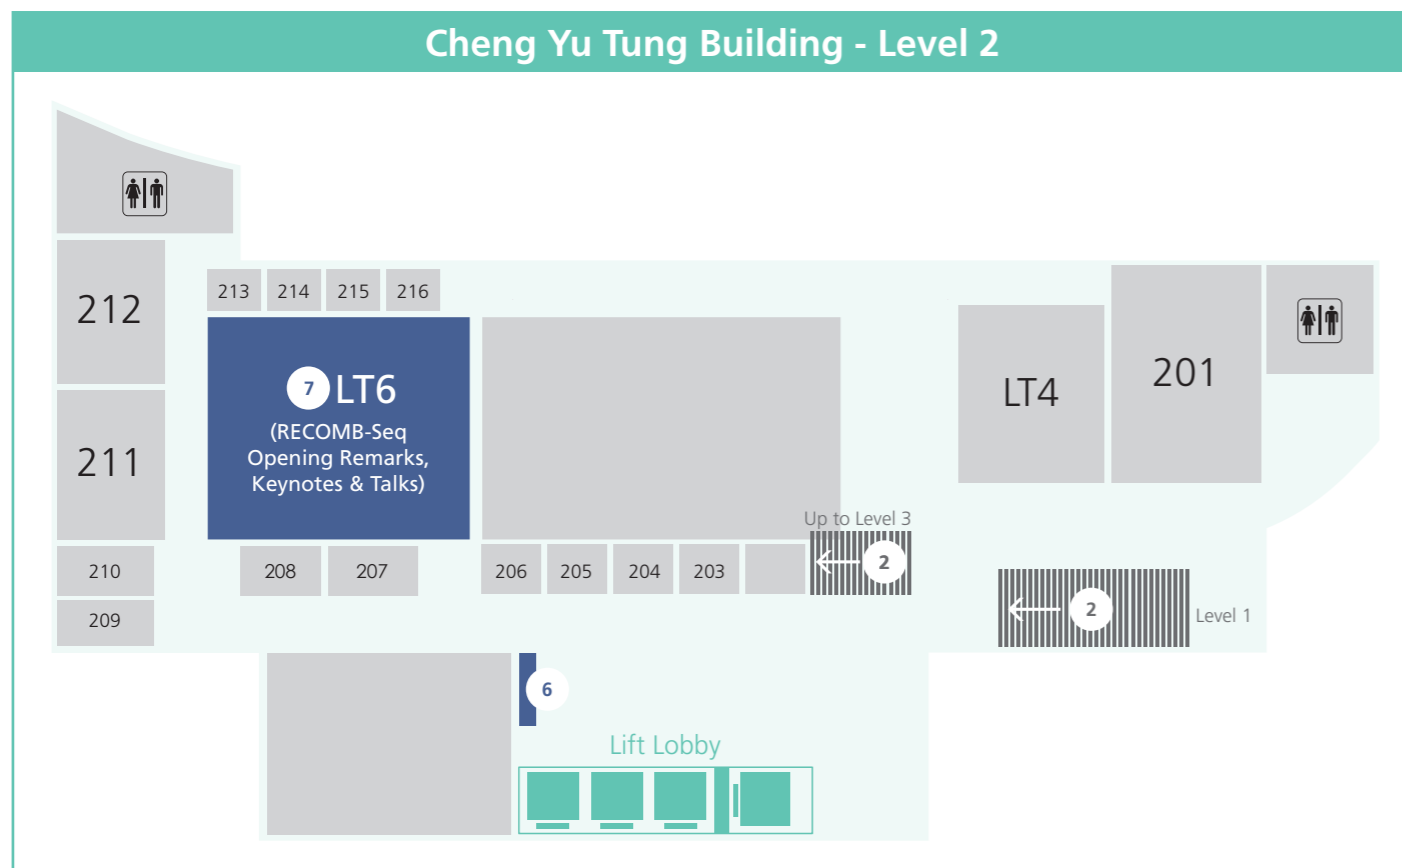 Cheng Yu Tung Building - Level 2
212
213
214
215
216
7
LT6
(RECOMB-Seq
Opening Remarks,
Keynotes & Talks)
LT4
201
211
Up to Level 3
2
210
208
207
206
205
204
203
209
2
Level 1
6
Lift Lobby